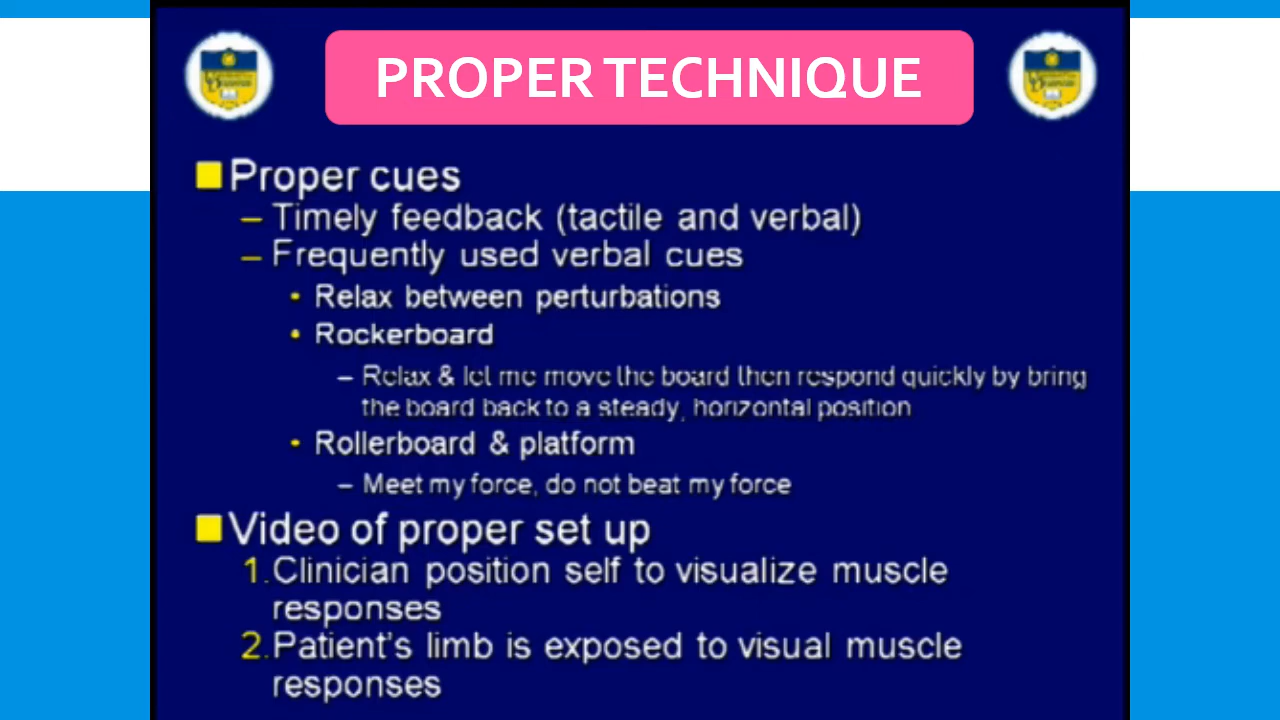 PROPER TECHNIQUE
Proper cues
– Timely feedback (tactile and verbal)
– Frequently used verbal cues
• Relax between perturbations
• Rockerboard
– Relax & let me move the board then respond quickly by bring
the board back to a steady, horizontal position
• Rollerboard & platform
– Meet my force, do not beat my force
Video of proper set up
1. Clinician position self to visualize muscle
responses
2. Patient's limb is exposed to visual muscle
responses